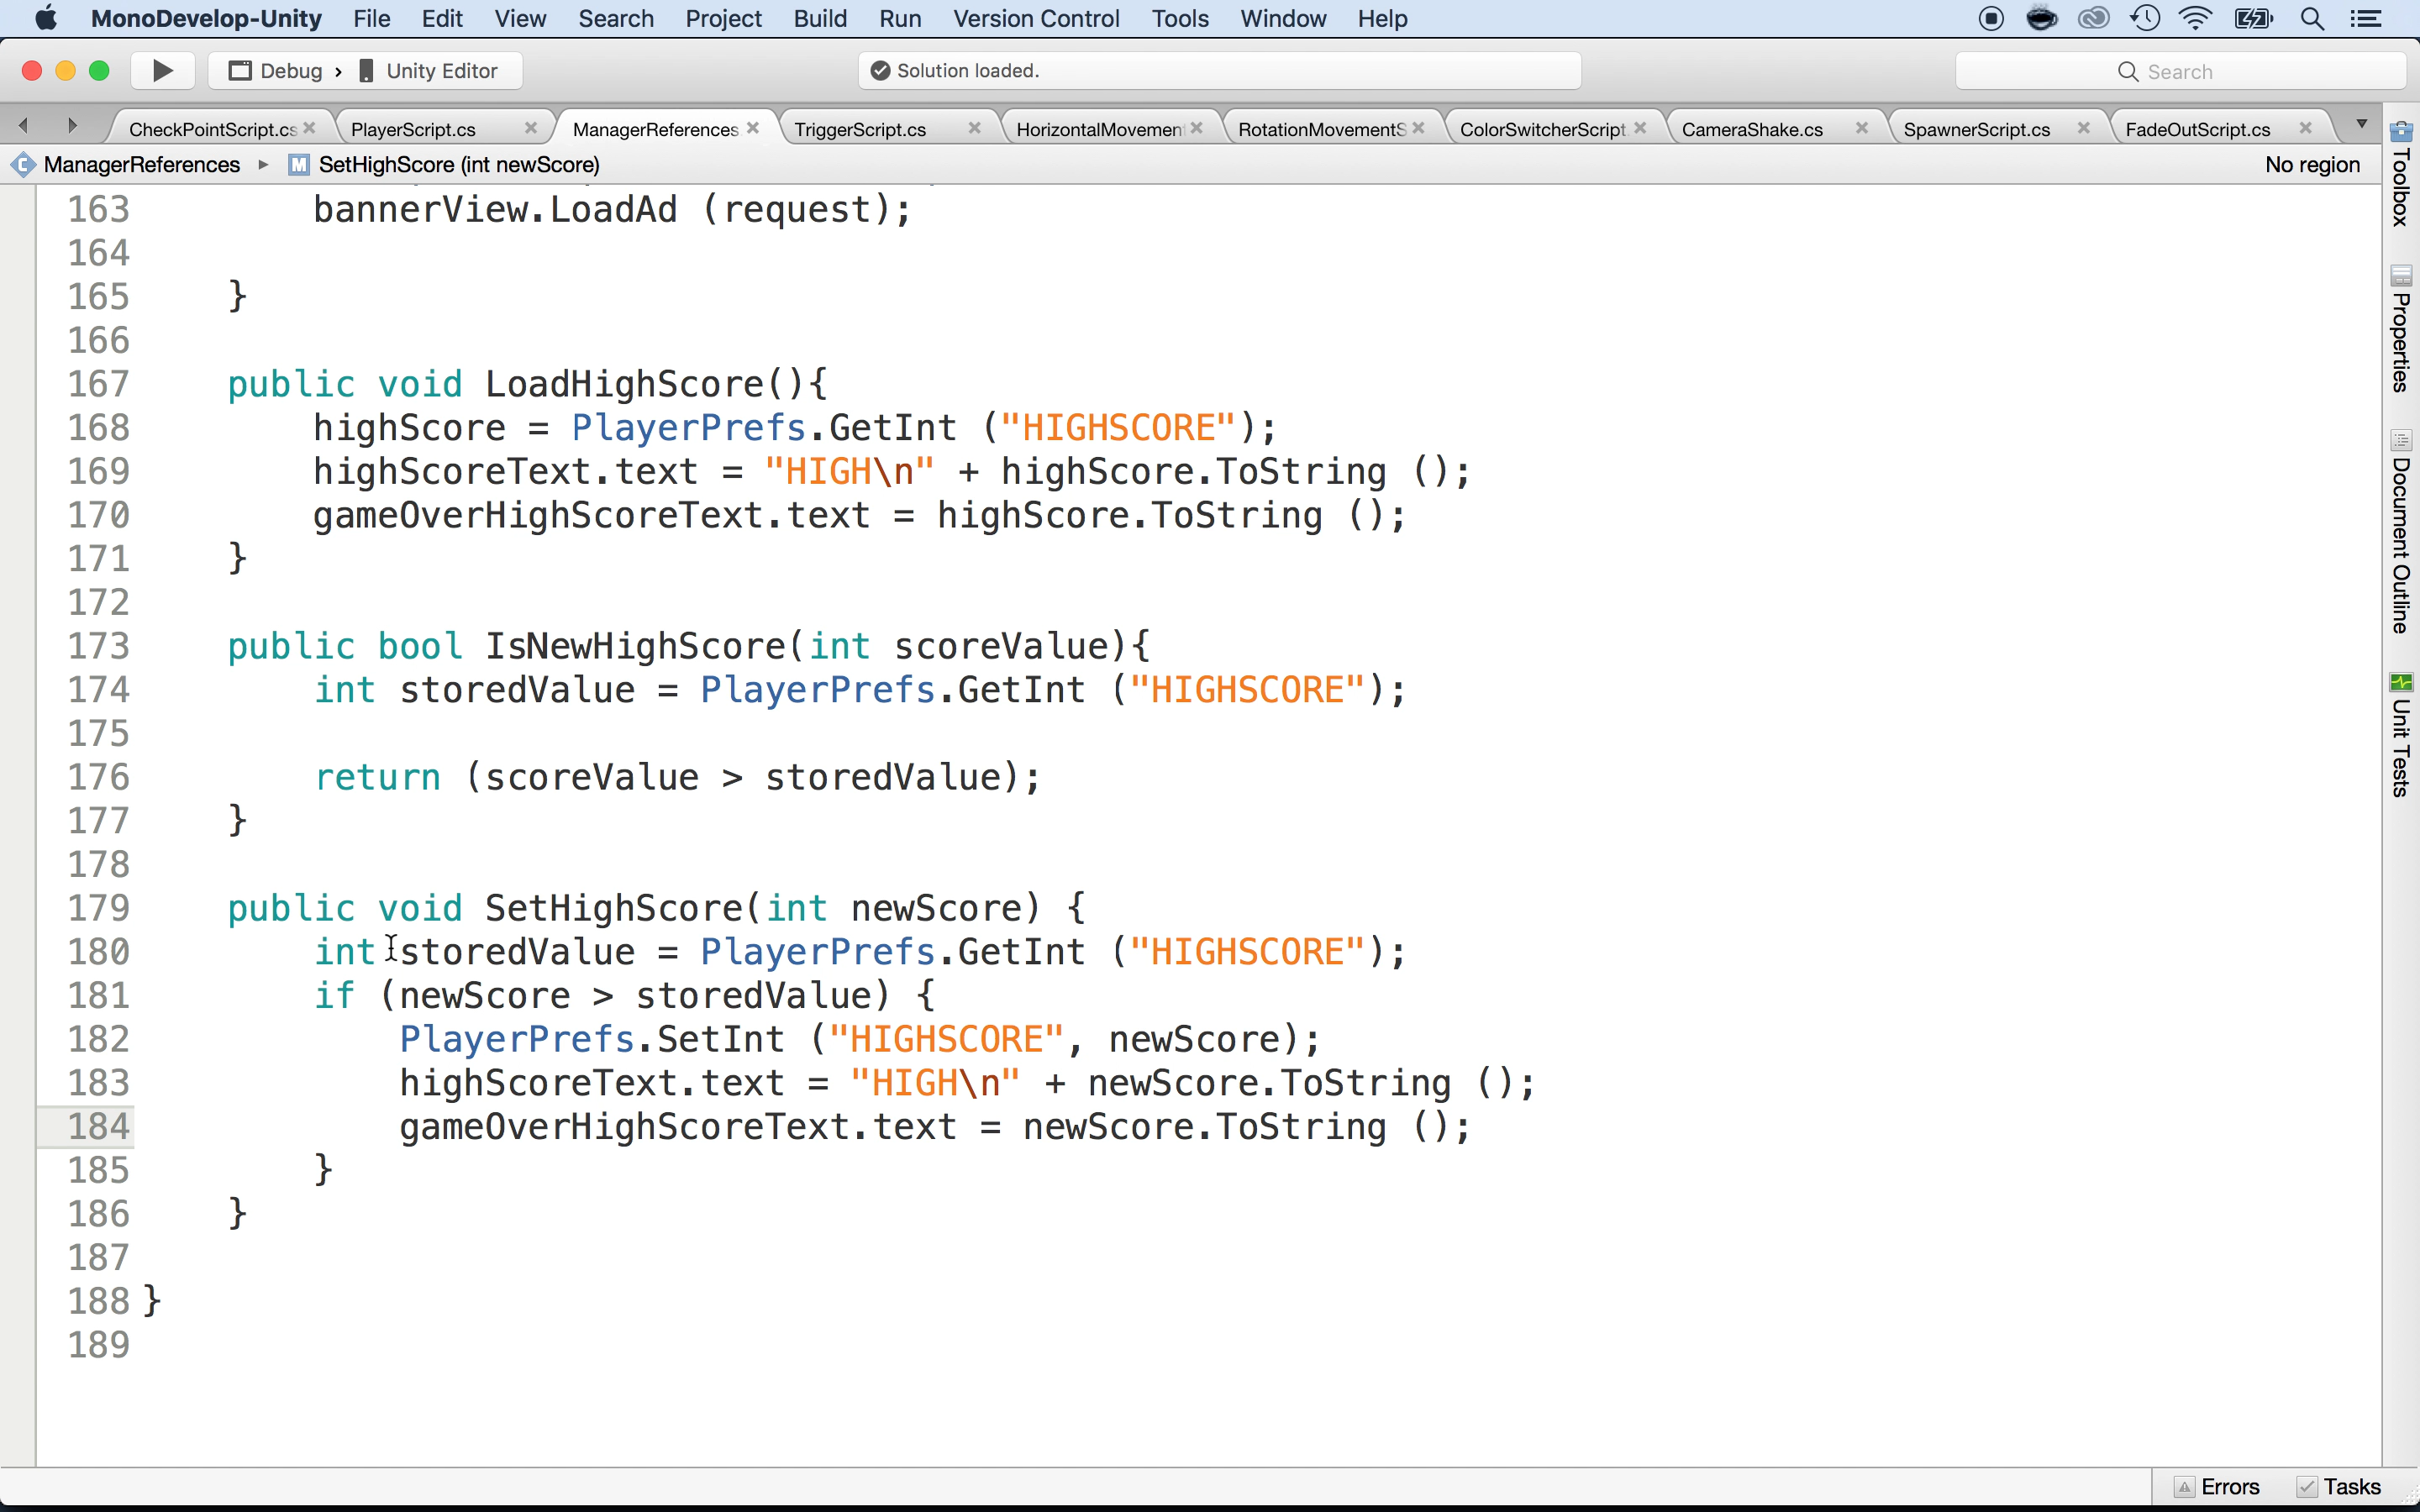 MonoDevelop-Unity File Edit View Search Project Build Run Version Control Tools Window Help
Debug › Unity Editor Solution loaded. Search
CheckPointScript.cs PlayerScript.cs ManagerReferences TriggerScript.cs HorizontalMovement RotationMovementS ColorSwitcherScript CameraShake.cs SpawnerScript.cs FadeOutScript.cs
ManagerReferences SetHighScore (int newScore) No region
163 bannerView.LoadAd (request);
164
165 }
166
167 public void LoadHighScore(){
168 highScore = PlayerPrefs.GetInt ("HIGHSCORE");
169 highScoreText.text = "HIGH\n" + highScore.ToString ();
170 gameOverHighScoreText.text = highScore.ToString ();
171 }
172
173 public bool IsNewHighScore(int scoreValue){
174 int storedValue = PlayerPrefs.GetInt ("HIGHSCORE");
175
176 return (scoreValue > storedValue);
177 }
178
179 public void SetHighScore(int newScore) {
180 int storedValue = PlayerPrefs.GetInt ("HIGHSCORE");
181 if (newScore > storedValue) {
182 PlayerPrefs.SetInt ("HIGHSCORE", newScore);
183 highScoreText.text = "HIGH\n" + newScore.ToString ();
184 gameOverHighScoreText.text = newScore.ToString ();
185 }
186 }
187
188 }
189
Toolbox
Properties
Document Outline
Unit Tests
Errors Tasks